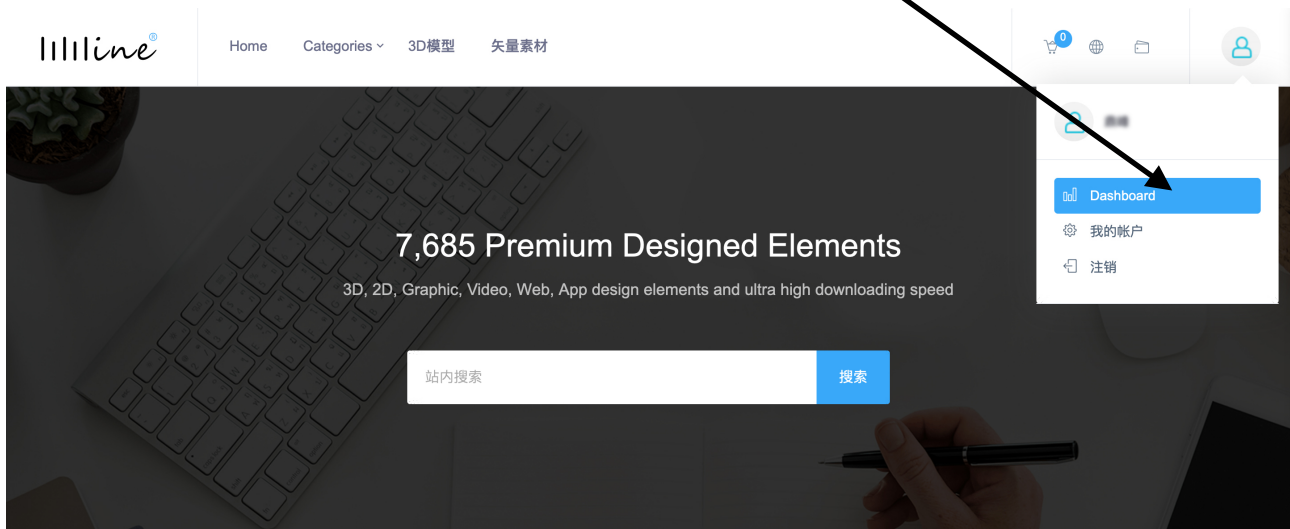 Home
Categories
3D模型
矢量素材
0
Dashboard
我的帐户
注销
7,685 Premium Designed Elements
3D, 2D, Graphic, Video, Web, App design elements and ultra high downloading speed
站内搜索
搜索